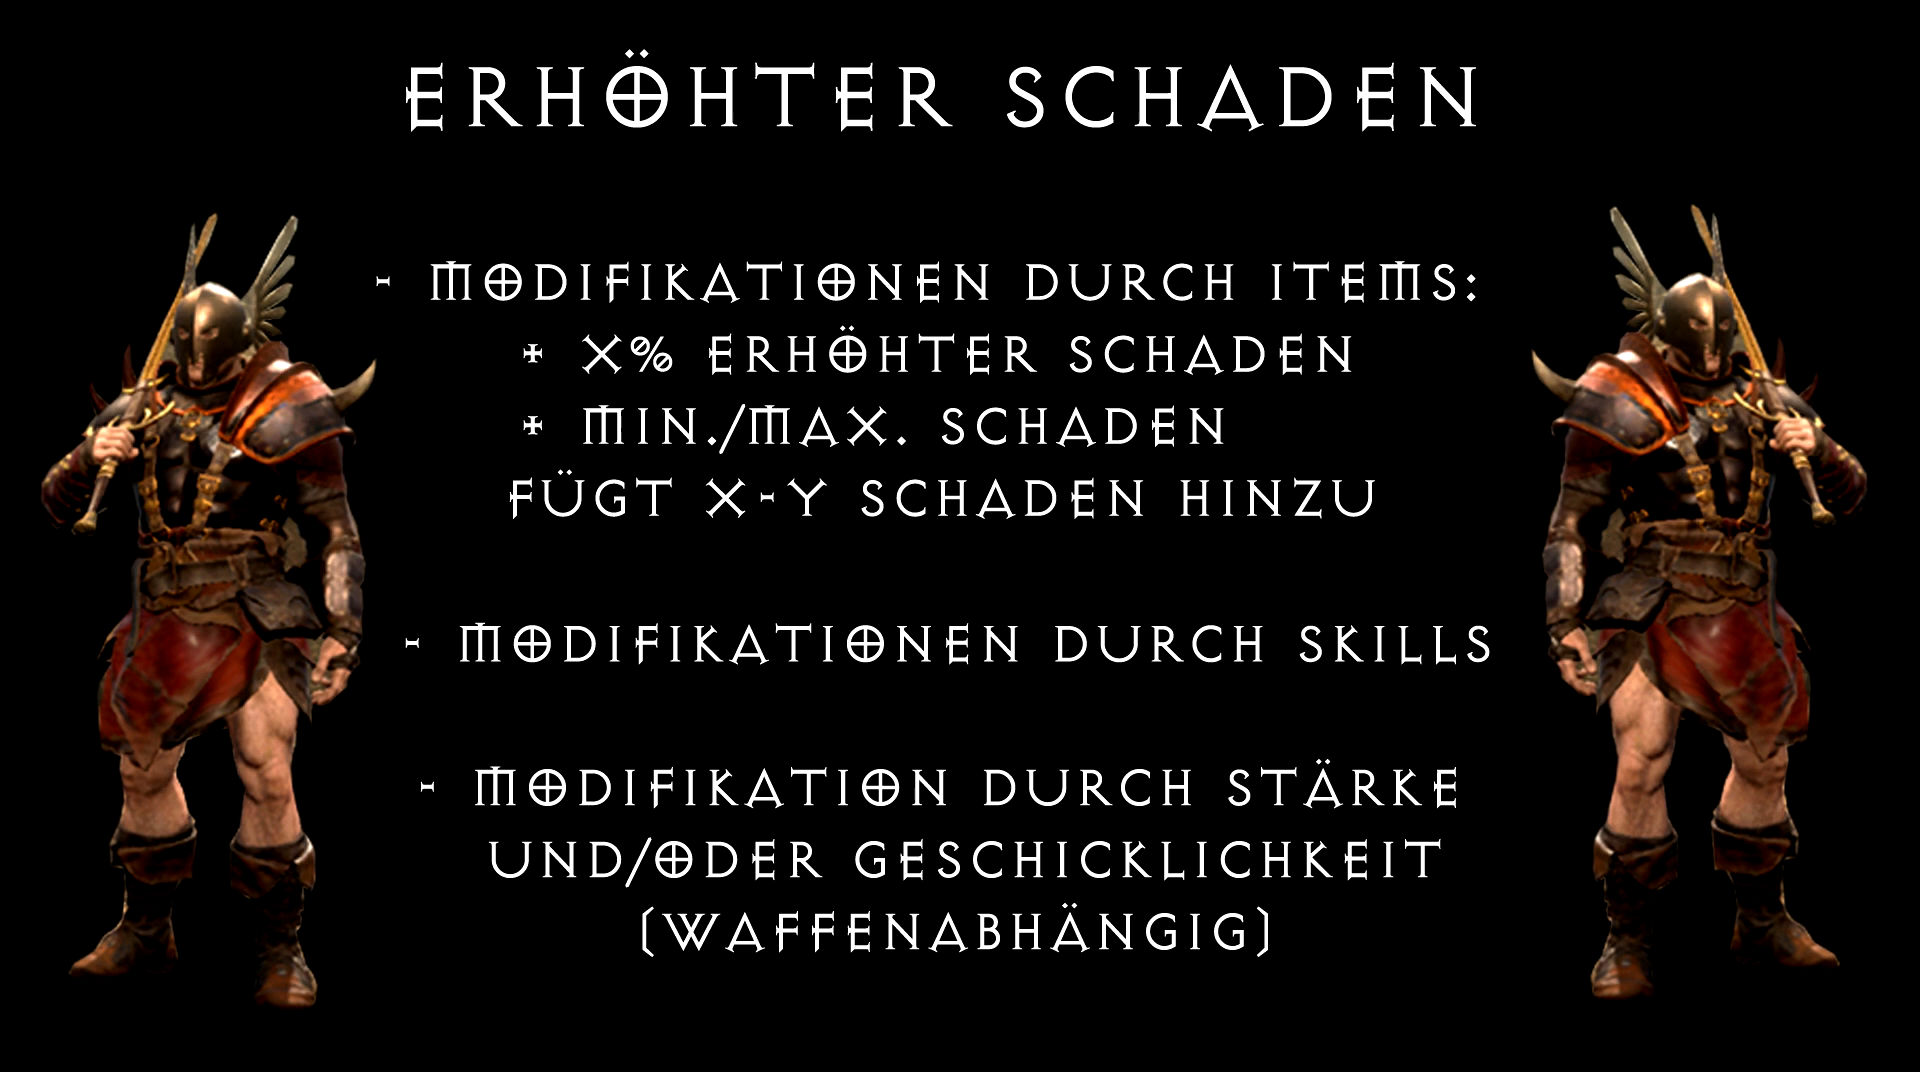 ERHÖHTER SCHADEN
- MODIFIKATIONEN DURCH ITEMS:
+ X% ERHÖHTER SCHADEN
+ MIN./MAX. SCHADEN
FÜGT X-Y SCHADEN HINZU
- MODIFIKATIONEN DURCH SKILLS
- MODIFIKATION DURCH STÄRKE
UND/ODER GESCHICKLICHKEIT
(WAFFENABHÄNGIG)